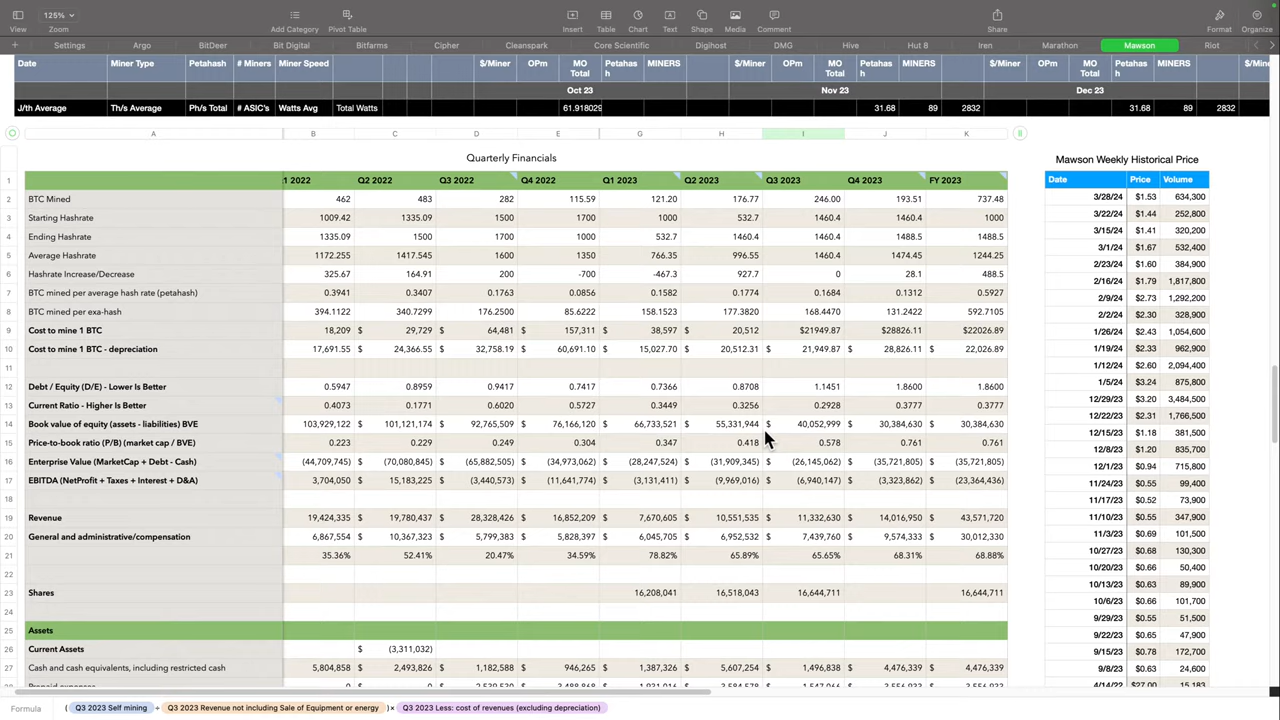 125%
View Zoom Add Category Pivot Table Insert Table Chart Text Shape Media Comment Share Format Organize
Settings Argo BitDeer Bit Digital Bitfarms Cipher Cleanspark Core Scientific Digihost DMG Hive Hut 8 Iren Marathon Mawson Riot
Date Miner Type Petahash # Miners Miner Speed $/Miner OPm MO Total Petahash MINERS $/Miner OPm MO Total Petahash MINERS $/Miner OPm MO Total Petahash MINERS
Oct 23 Nov 23 Dec 23
J/th Average Th/s Average Ph/s Total # ASIC's Watts Avg Total Watts 61.918029 31.68 89 2832 31.68 89 2832
A B C D E G H I J K B
Quarterly Financials
1 1 2022 Q2 2022 Q3 2022 Q4 2022 Q1 2023 Q2 2023 Q3 2023 Q4 2023 FY 2023
2 BTC Mined 462 483 282 115.59 121.20 176.77 246.00 193.51 737.48
3 Starting Hashrate 1009.42 1335.09 1500 1700 1000 532.7 1460.4 1460.4 1000
4 Ending Hashrate 1335.09 1500 1700 1000 532.7 1460.4 1460.4 1488.5 1488.5
5 Average Hashrate 1172.255 1417.545 1600 1350 766.35 996.55 1460.4 1474.45 1244.25
6 Hashrate Increase/Decrease 325.67 164.91 200 -700 -467.3 927.7 0 28.1 488.5
7 BTC mined per average hash rate (petahash) 0.3941 0.3407 0.1763 0.0856 0.1582 0.1774 0.1684 0.1312 0.5927
8 BTC mined per exa-hash 394.1122 340.7299 176.2500 85.6222 158.1523 177.3820 168.4470 131.2422 592.7105
9 Cost to mine 1 BTC 18,209 $ 29,729 $ 64,481 $ 157,311 $ 38,597 $ 20,512 $21949.87 $28826.11 $22026.89
10 Cost to mine 1 BTC - depreciation 17,691.55 $ 24,366.55 $ 32,758.19 $ 60,691.10 $ 15,027.70 $ 20,512.31 $ 21,949.87 $ 28,826.11 $ 22,026.89
11
12 Debt / Equity (D/E) - Lower Is Better 0.5947 0.8959 0.9417 0.7417 0.7366 0.8708 1.1451 1.8600 1.8600
13 Current Ratio - Higher Is Better 0.4073 0.1771 0.6020 0.5727 0.3449 0.3256 0.2928 0.3777 0.3777
14 Book value of equity (assets - liabilities) BVE 103,929,122 $ 101,121,174 $ 92,765,509 $ 76,166,120 $ 66,733,521 $ 55,331,944 $ 40,052,999 $ 30,384,630 $ 30,384,630
15 Price-to-book ratio (P/B) (market cap / BVE) 0.223 0.229 0.249 0.304 0.347 0.418 0.578 0.761 0.761
16 Enterprise Value (MarketCap + Debt - Cash) (44,709,745) $ (70,080,845) $ (65,882,505) $ (34,973,062) $ (28,247,524) $ (31,909,345) $ (26,145,062) $ (35,721,805) $ (35,721,805)
17 EBITDA (NetProfit + Taxes + Interest + D&A) 3,704,050 $ 15,183,225 $ (3,440,573) $ (11,641,774) $ (3,131,411) $ (9,969,016) $ (6,940,147) $ (3,323,862) $ (23,364,436)
18
19 Revenue 19,424,335 $ 19,780,437 $ 28,328,426 $ 16,852,209 $ 7,670,605 $ 10,551,535 $ 11,332,630 $ 14,016,950 $ 43,571,720
20 General and administrative/compensation 6,867,554 $ 10,367,323 $ 5,799,383 $ 5,828,397 $ 6,045,705 $ 6,952,532 $ 7,439,760 $ 9,574,333 $ 30,012,330
21 35.36% 52.41% 20.47% 34.59% 78.82% 65.89% 65.65% 68.31% 68.88%
22
23 Shares 16,208,041 16,518,043 16,644,711 16,644,711
24
25 Assets
26 Current Assets $ (3,311,032)
27 Cash and cash equivalents, including restricted cash 5,804,858 $ 2,493,826 $ 1,182,588 $ 946,265 $ 1,387,326 $ 5,607,254 $ 1,496,838 $ 4,476,339 $ 4,476,339
Mawson Weekly Historical Price
Date Price Volume
3/28/24 $1.53 634,300
3/22/24 $1.44 252,800
3/15/24 $1.41 320,200
3/1/24 $1.67 532,400
2/23/24 $1.60 384,900
2/16/24 $1.79 1,817,800
2/9/24 $2.73 1,292,200
2/2/24 $2.30 328,900
1/26/24 $2.43 1,054,600
1/19/24 $2.33 962,900
1/12/24 $2.60 2,094,400
1/5/24 $3.24 875,800
12/29/23 $3.20 3,484,500
12/22/23 $2.31 1,766,500
12/15/23 $1.18 381,500
12/8/23 $1.20 835,700
12/1/23 $0.94 715,800
11/24/23 $0.55 99,400
11/17/23 $0.52 73,900
11/10/23 $0.55 347,900
11/3/23 $0.69 101,500
10/27/23 $0.68 130,300
10/20/23 $0.66 50,400
10/13/23 $0.63 89,900
10/6/23 $0.66 101,700
9/29/23 $0.55 51,500
9/22/23 $0.65 47,900
9/15/23 $0.78 172,700
9/8/23 $0.63 24,600
4/14/22 $27.00 15,183
Formula ( Q3 2023 Self mining ÷ Q3 2023 Revenue not including Sale of Equipment or energy ) × Q3 2023 Less: cost of revenues (excluding depreciation)